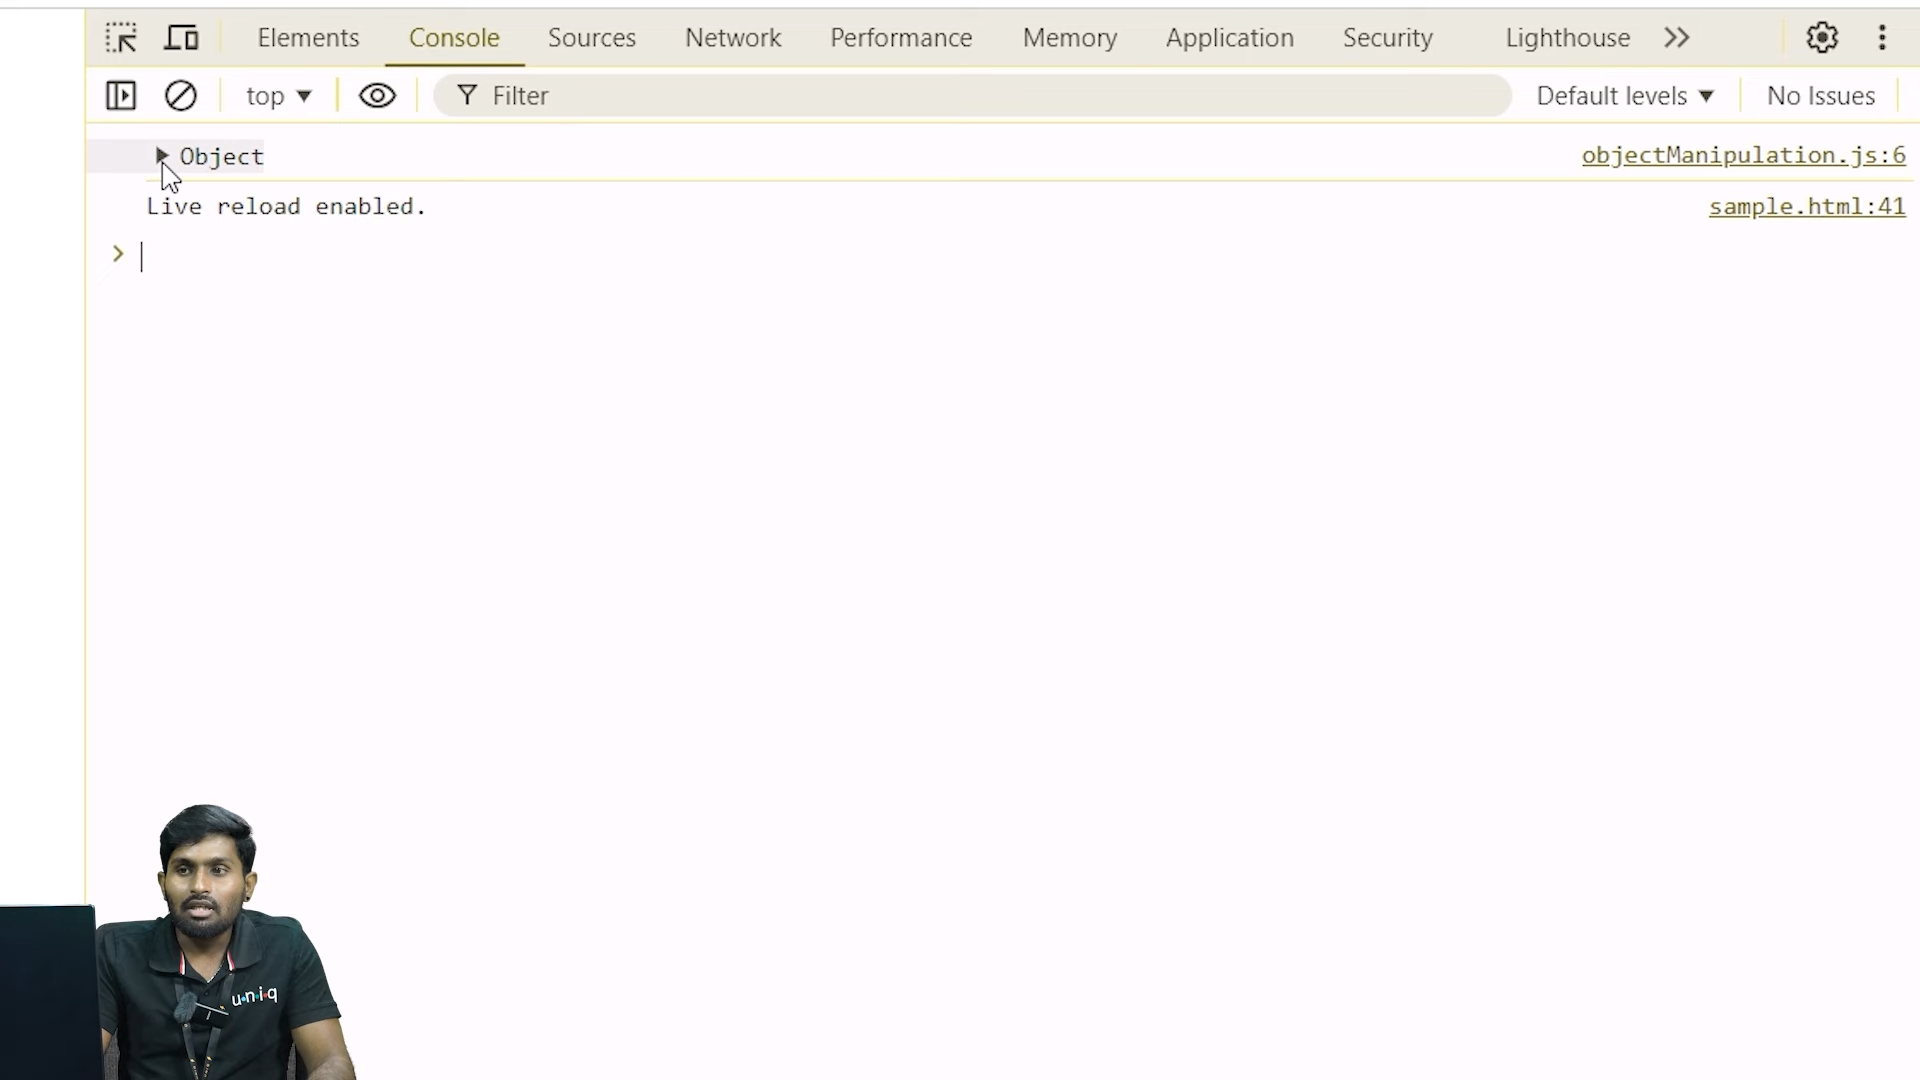 Elements Console Sources Network Performance Memory Application Security Lighthouse
top Filter Default levels No Issues
Object objectManipulation.js:6
Live reload enabled. sample.html:41
uniq